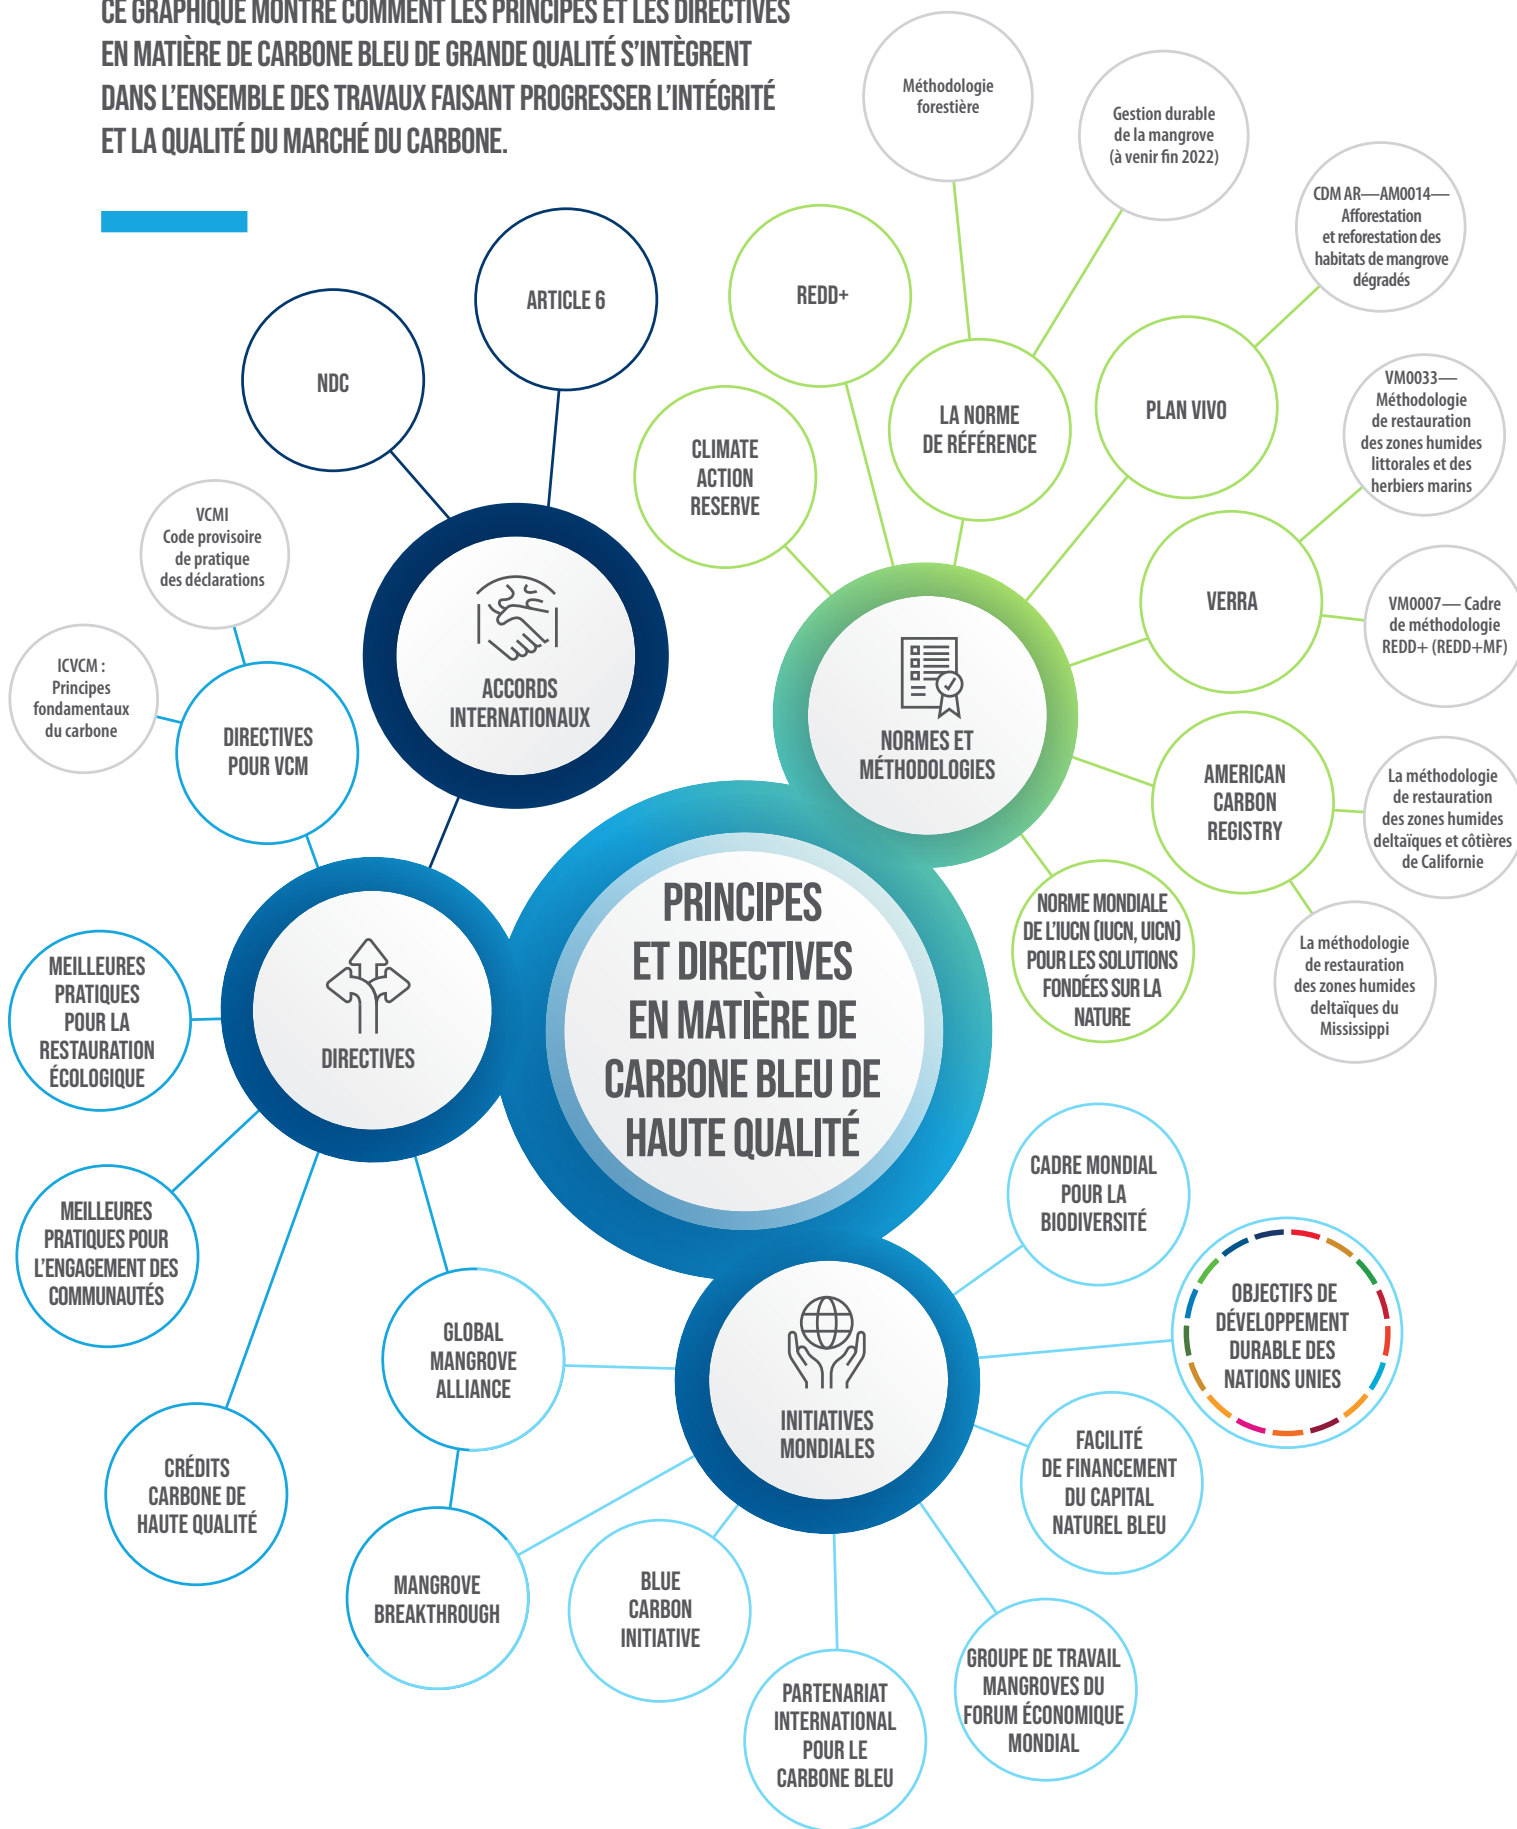 CE GRAPHIQUE MONTRE COMMENT LES PRINCIPES ET LES DIRECTIVES
EN MATIÈRE DE CARBONE BLEU DE GRANDE QUALITÉ S'INTÈGRENT
DANS L'ENSEMBLE DES TRAVAUX FAISANT PROGRESSER L'INTÉGRITÉ
ET LA QUALITÉ DU MARCHÉ DU CARBONE.
Méthodologie
forestière
Gestion durable
de la mangrove
(à venir fin 2022)
CDM AR—AM0014—
Afforestation
et reforestation des
habitats de mangrove
dégradés
ARTICLE 6
REDD+
NDC
LA NORME
DE RÉFÉRENCE
PLAN VIVO
CLIMATE
ACTION
RESERVE
VM0033—
Méthodologie
de restauration
des zones humides
littorales et des
herbiers marins
VCMI
Code provisoire
de pratique
des déclarations
VERRA
VM0007— Cadre
de méthodologie
REDD+ (REDD+MF)
ICVCM :
Principes
fondamentaux
du carbone
ACCORDS
INTERNATIONAUX
DIRECTIVES
POUR VCM
NORMES ET
MÉTHODOLOGIES
AMERICAN
CARBON
REGISTRY
La méthodologie
de restauration
des zones humides
deltaïques et côtières
de Californie
NORME MONDIALE
DE L'IUCN (IUCN, UICN)
POUR LES SOLUTIONS
FONDÉES SUR LA
NATURE
La méthodologie
de restauration
des zones humides
deltaïques du
Mississippi
PRINCIPES
ET DIRECTIVES
EN MATIÈRE DE
CARBONE BLEU DE
HAUTE QUALITÉ
MEILLEURES
PRATIQUES
POUR LA
RESTAURATION
ÉCOLOGIQUE
DIRECTIVES
MEILLEURES
PRATIQUES POUR
L'ENGAGEMENT DES
COMMUNAUTÉS
CADRE MONDIAL
POUR LA
BIODIVERSITÉ
OBJECTIFS DE
DÉVELOPPEMENT
DURABLE DES
NATIONS UNIES
GLOBAL
MANGROVE
ALLIANCE
INITIATIVES
MONDIALES
FACILITÉ
DE FINANCEMENT
DU CAPITAL
NATUREL BLEU
CRÉDITS
CARBONE DE
HAUTE QUALITÉ
MANGROVE
BREAKTHROUGH
BLUE
CARBON
INITIATIVE
PARTENARIAT
INTERNATIONAL
POUR LE
CARBONE BLEU
GROUPE DE TRAVAIL
MANGROVES DU
FORUM ÉCONOMIQUE
MONDIAL